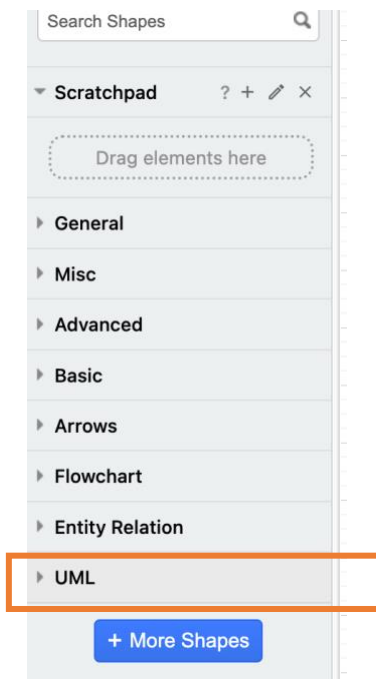 Search Shapes
Scratchpad ? + ×
Drag elements here
General
Misc
Advanced
Basic
Arrows
Flowchart
Entity Relation
UML
+ More Shapes